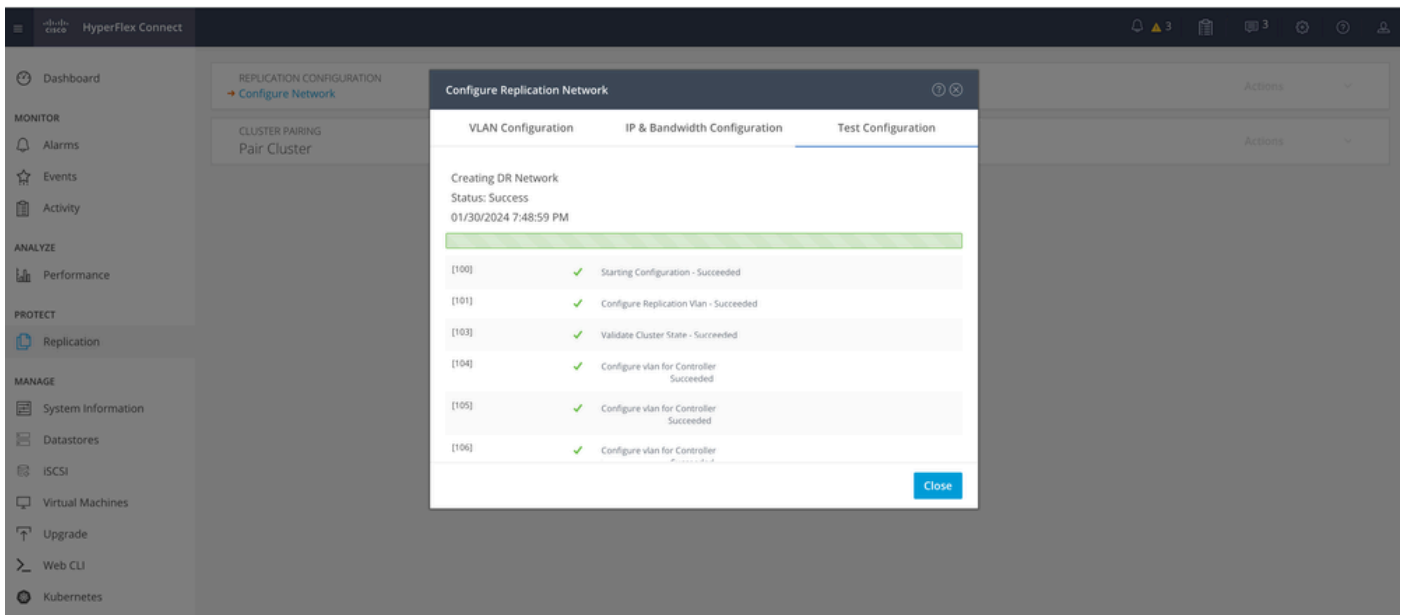 cisco HyperFlex Connect
3
3
Dashboard
MONITOR
Alarms
Events
Activity
ANALYZE
Performance
PROTECT
Replication
MANAGE
System Information
Datastores
iSCSI
Virtual Machines
Upgrade
Web CLI
Kubernetes
REPLICATION CONFIGURATION
Configure Network
Actions
CLUSTER PAIRING
Pair Cluster
Actions
Configure Replication Network
VLAN Configuration IP & Bandwidth Configuration Test Configuration
Creating DR Network
Status: Success
01/30/2024 7:48:59 PM
[100] Starting Configuration - Succeeded
[101] Configure Replication Vlan - Succeeded
[103] Validate Cluster State - Succeeded
[104] Configure vlan for Controller
Succeeded
[105] Configure vlan for Controller
Succeeded
[106] Configure vlan for Controller
Close